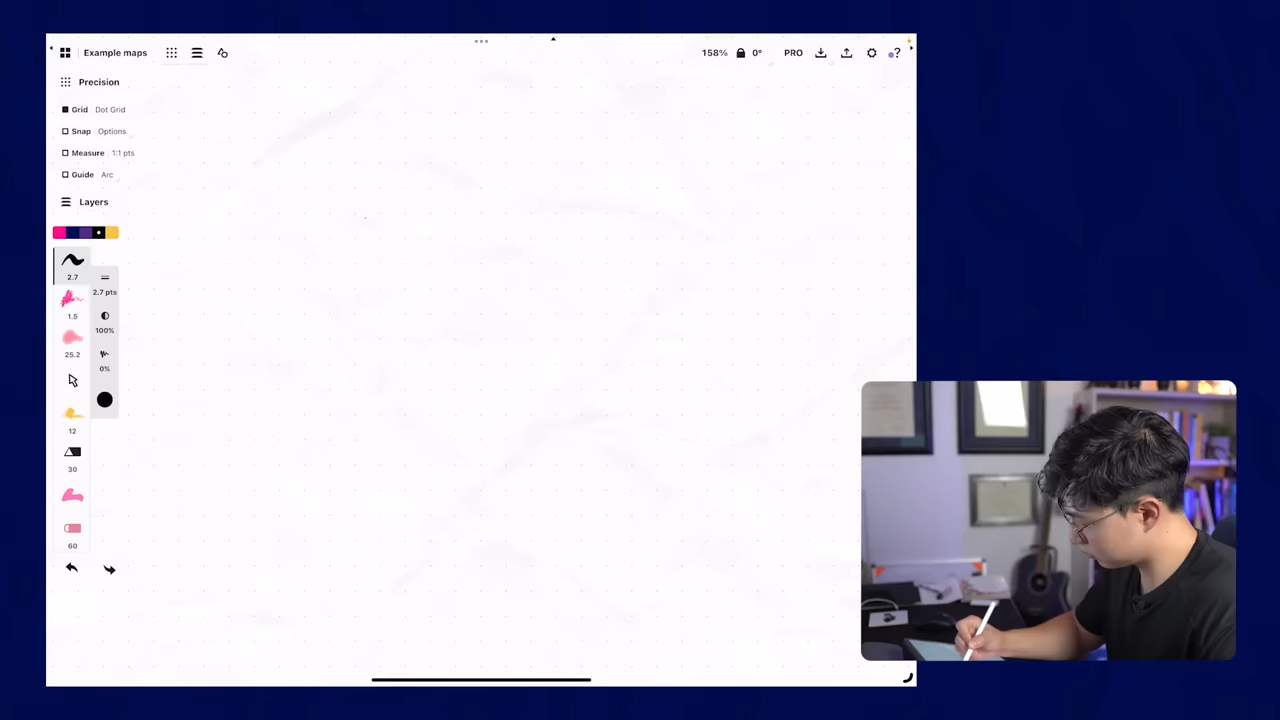 Example maps
158% 0° PRO ?
Precision
Grid Dot Grid
Snap Options
Measure 1:1 pts
Guide Arc
Layers
2.7
2.7 pts
1.5
100%
25.2
0%
12
30
60